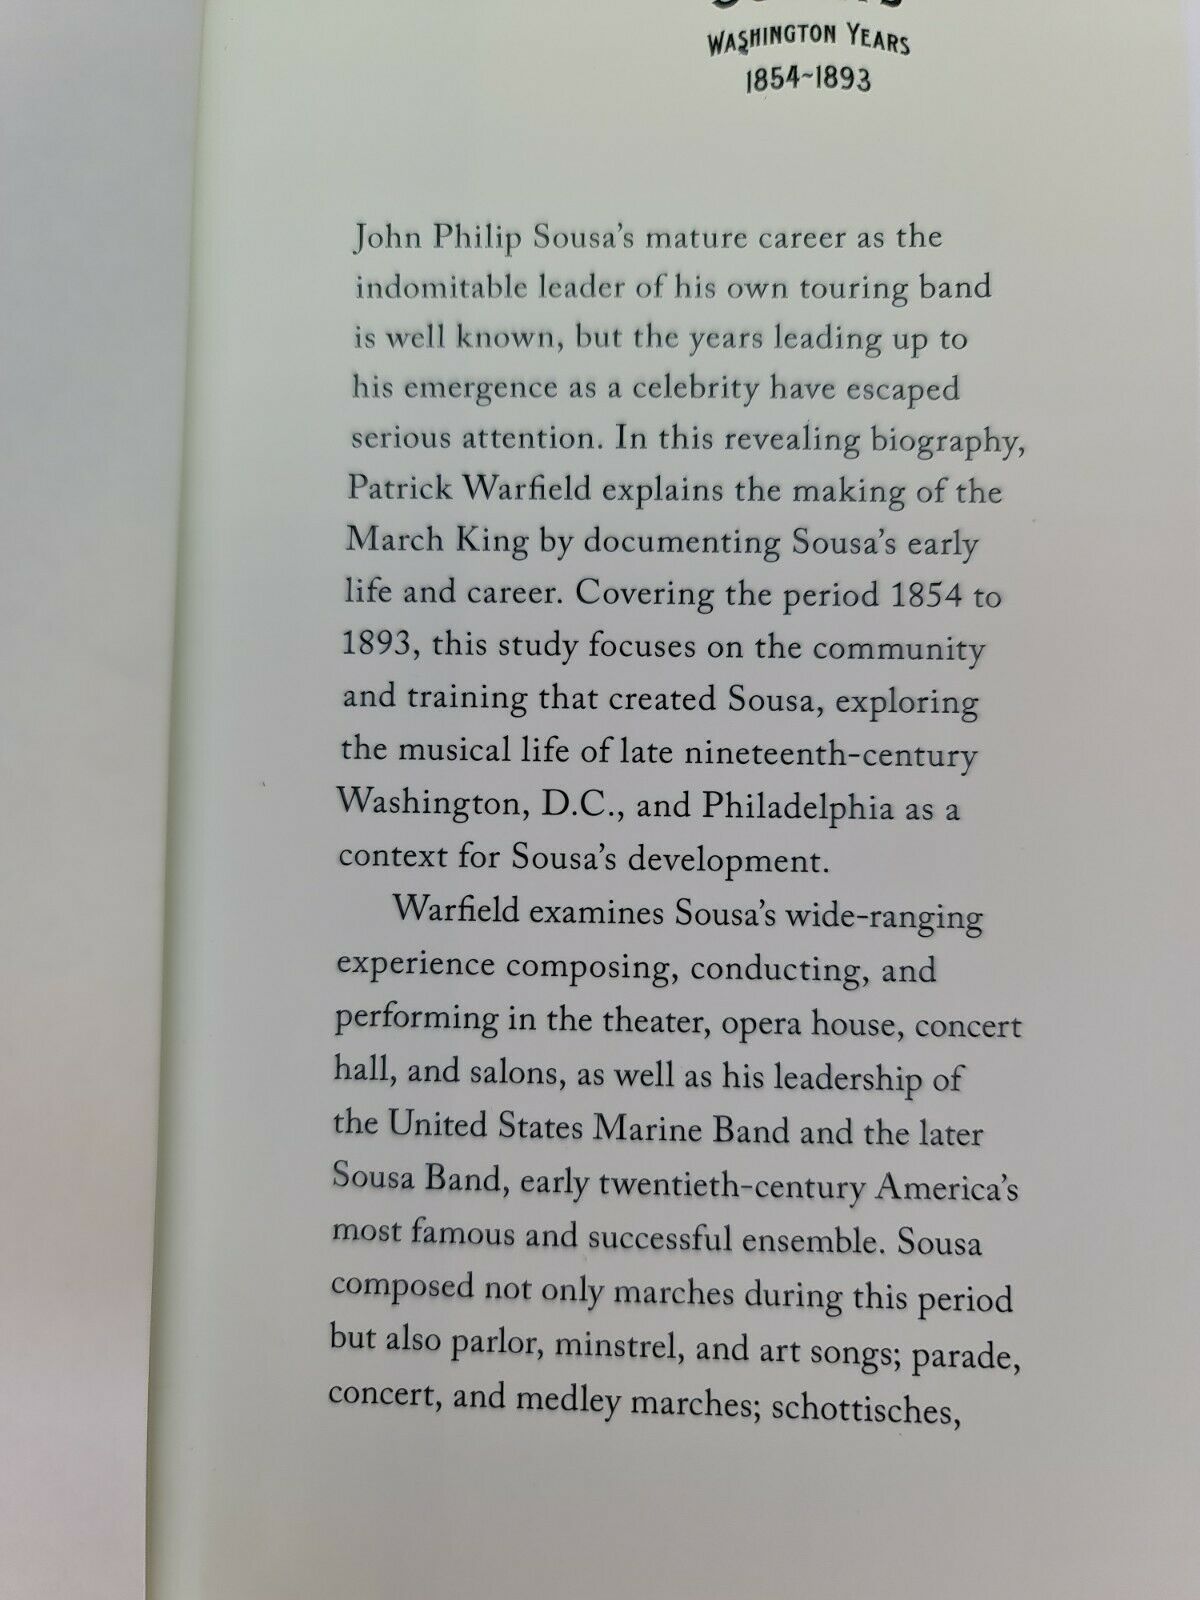 WASHINGTON YEARS
1854~1893
John Philip Sousa's mature career as the
indomitable leader of his own touring band
is well known, but the years leading up to
his emergence as a celebrity have escaped
serious attention. In this revealing biography,
Patrick Warfield explains the making of the
March King by documenting Sousa's early
life and career. Covering the period 1854 to
1893, this study focuses on the community
and training that created Sousa, exploring
the musical life of late nineteenth-century
Washington, D.C., and Philadelphia as a
context for Sousa's development.
Warfield examines Sousa's wide-ranging
experience composing, conducting, and
performing in the theater, opera house, concert
hall, and salons, as well as his leadership of
the United States Marine Band and the later
Sousa Band, early twentieth-century America's
most famous and successful ensemble. Sousa
composed not only marches during this period
but also parlor, minstrel, and art songs; parade,
concert, and medley marches; schottisches,